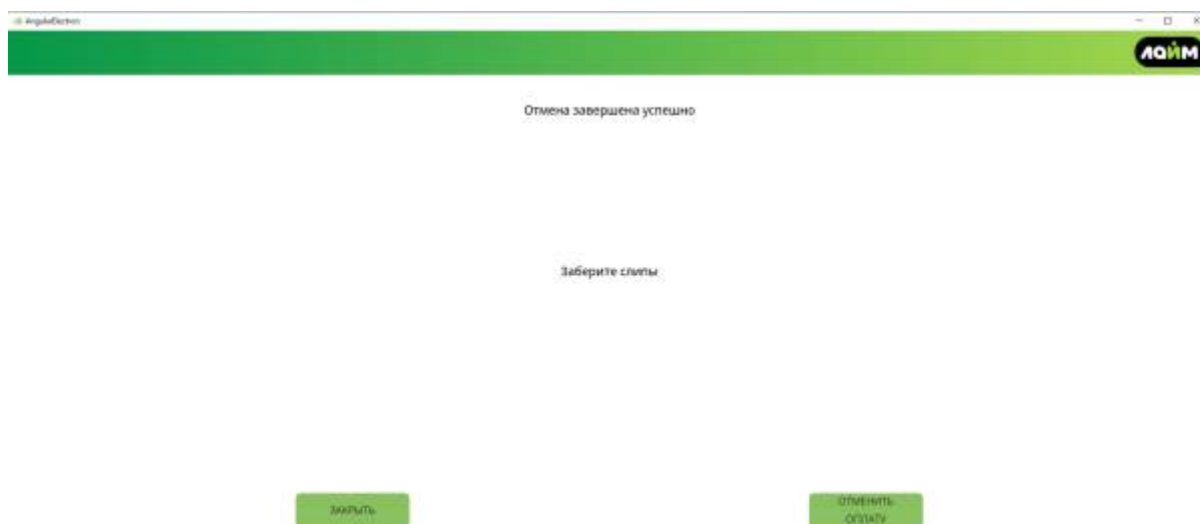 AngularElectron
лайм
Отмена завершена успешно
Заберите слипы
ЗАКРЫТЬ
ОТМЕНИТЬ
ОПЛАТУ